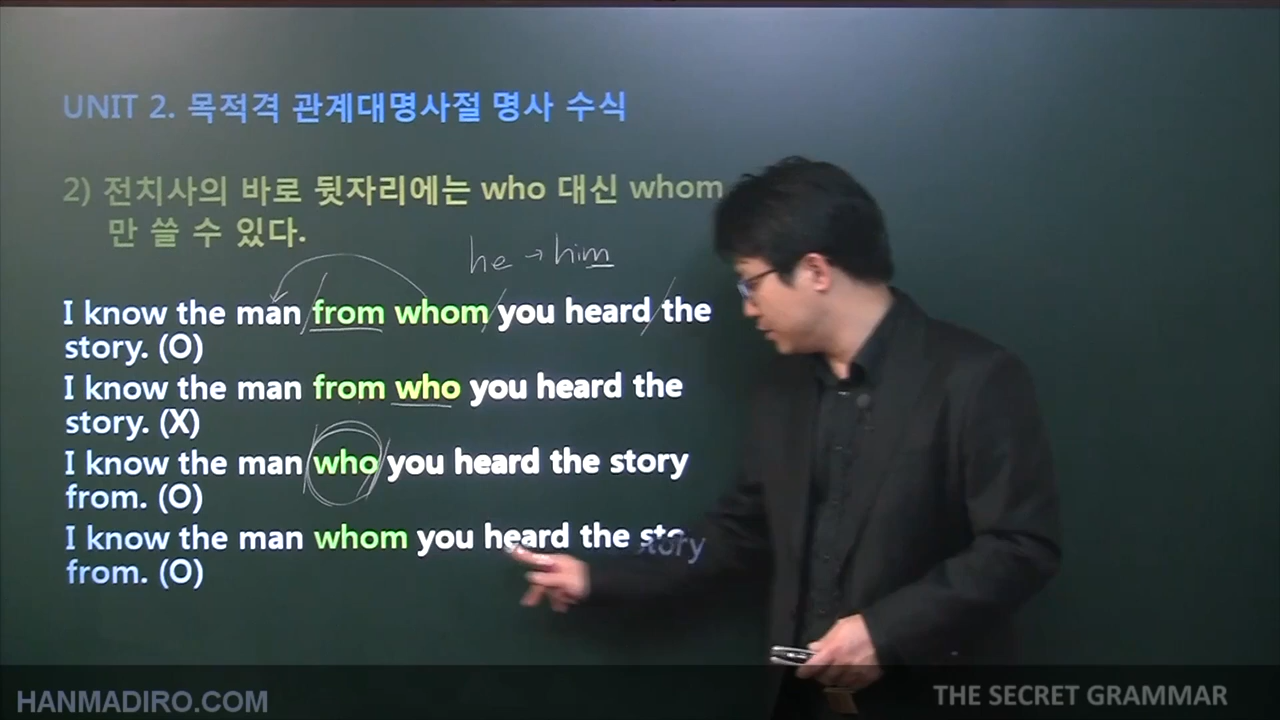 UNIT 2. 목적격 관계대명사절 명사 수식
2) 전치사의 바로 뒷자리에는 who 대신 whom
만 쓸 수 있다.
he → him
I know the man from whom you heard the
story. (O)
I know the man from who you heard the
story. (X)
I know the man who you heard the story
from. (O)
I know the man whom you heard the story
from. (O)
HANMADIRO.COM
THE SECRET GRAMMAR